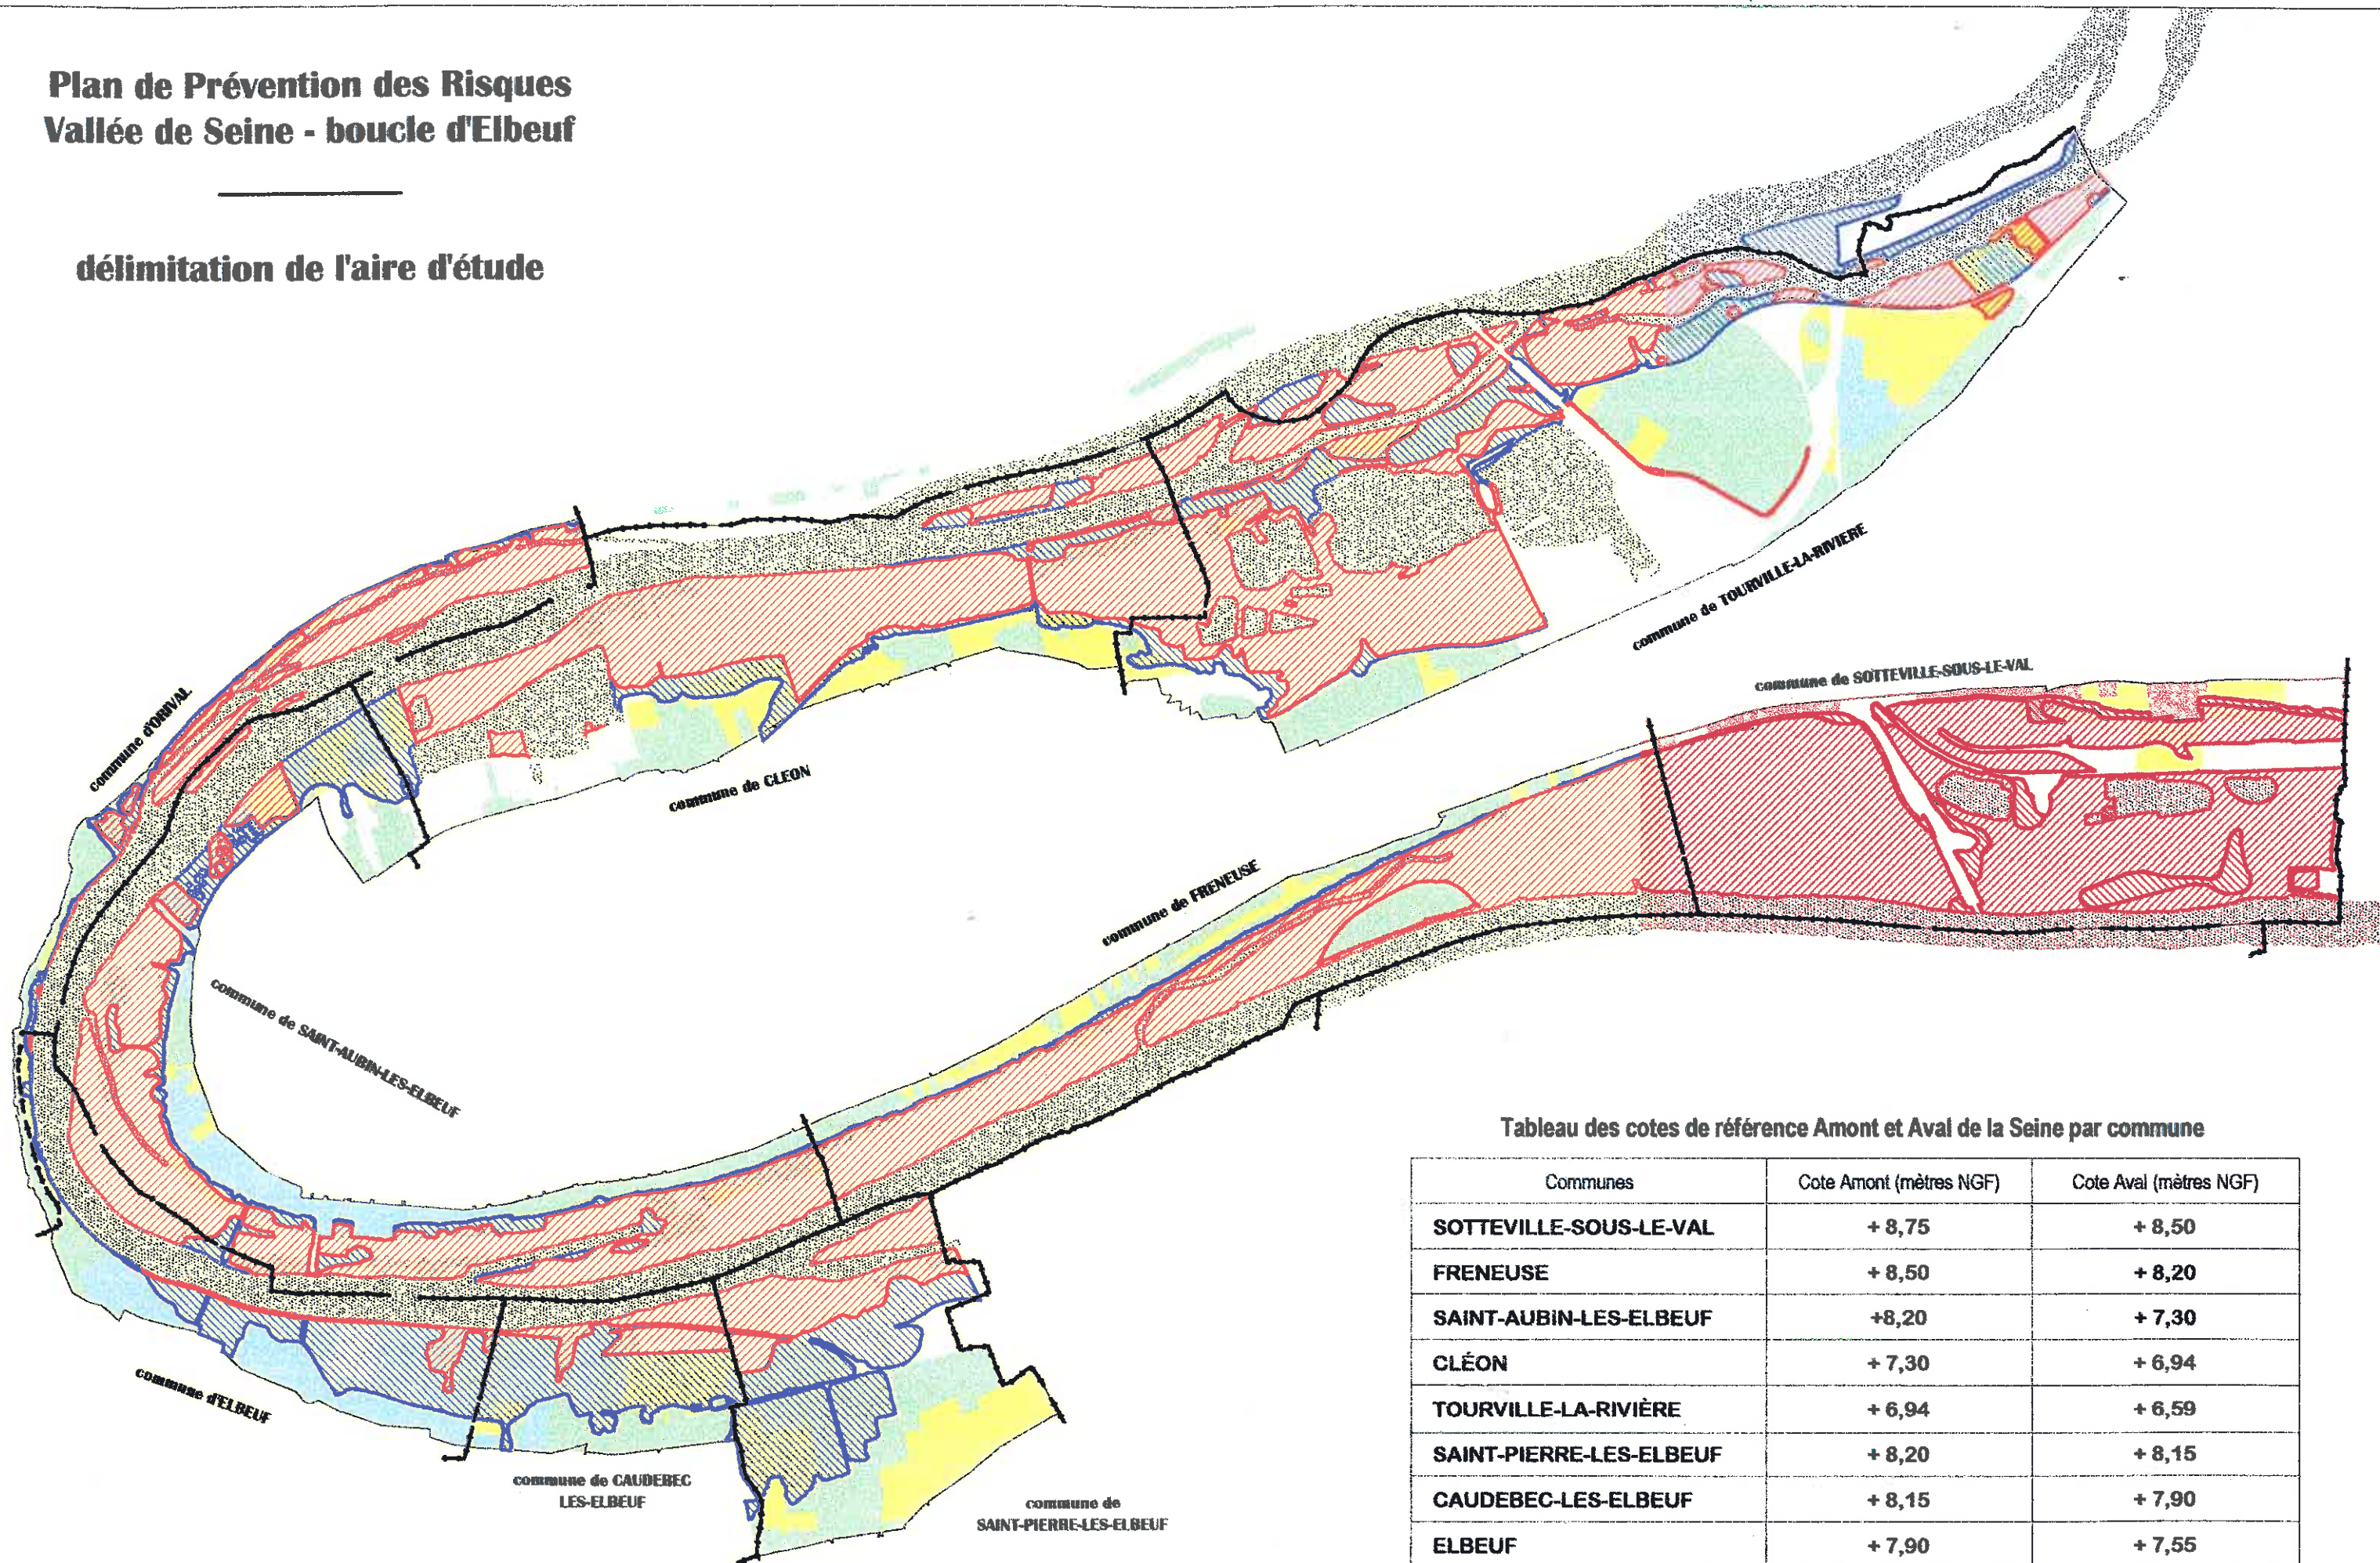 Plan de Prévention des Risques
Vallée de Seine - boucle d'Elbeuf
délimitation de l'aire d'étude
commune de TOURVILLE-LA-RIVIERE
commune de SOTTEVILLE-SOUS-LE-VAL
commune d'ORIVAL
commune de CLEON
commune de FRENEUSE
commune de SAINT-AUBIN-LES-ELBEUF
commune d'ELBEUF
commune de CAUDEBEC
LES-ELBEUF
commune de
SAINT-PIERRE-LES-ELBEUF
Tableau des cotes de référence Amont et Aval de la Seine par commune
Communes Cote Amont (mètres NGF) Cote Aval (mètres NGF)
SOTTEVILLE-SOUS-LE-VAL + 8,75 + 8,50
FRENEUSE + 8,50 + 8,20
SAINT-AUBIN-LES-ELBEUF +8,20 + 7,30
CLÉON + 7,30 + 6,94
TOURVILLE-LA-RIVIÈRE + 6,94 + 6,59
SAINT-PIERRE-LES-ELBEUF + 8,20 + 8,15
CAUDEBEC-LES-ELBEUF + 8,15 + 7,90
ELBEUF + 7,90 + 7,55